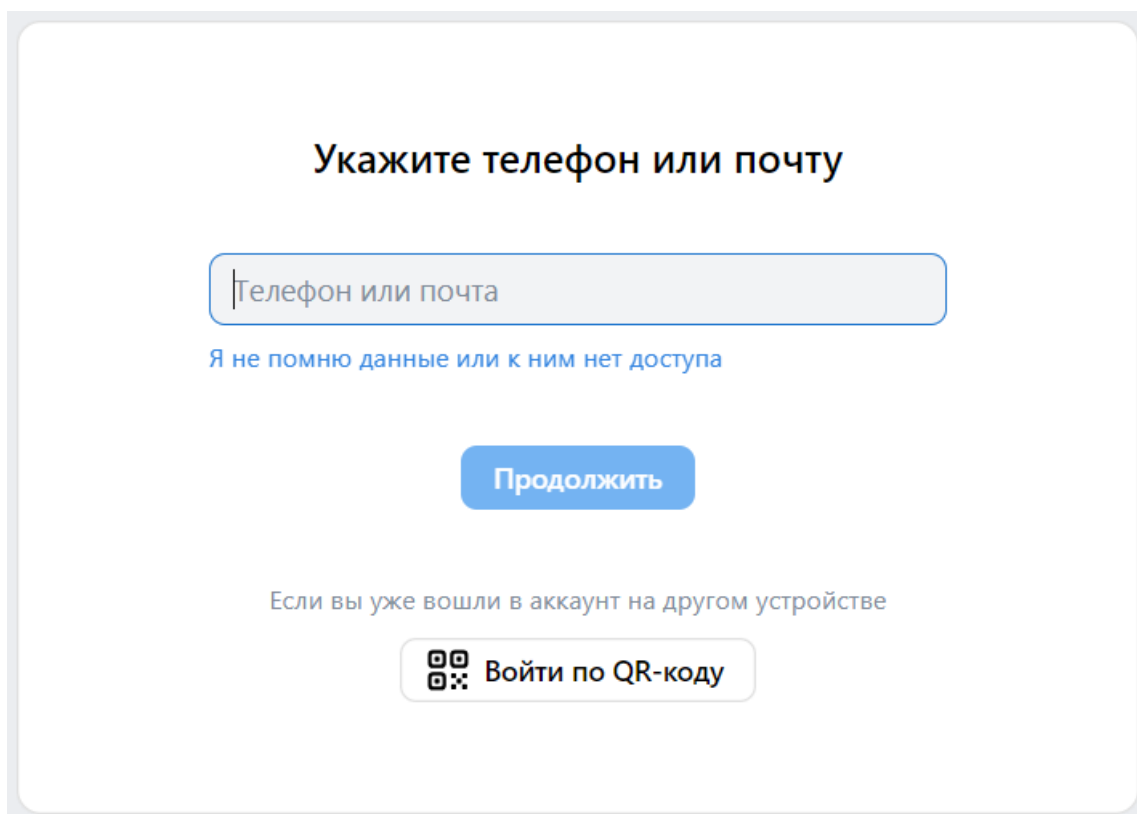 Укажите телефон или почту
Телефон или почта
Я не помню данные или к ним нет доступа
Продолжить
Если вы уже вошли в аккаунт на другом устройстве
Войти по QR-коду